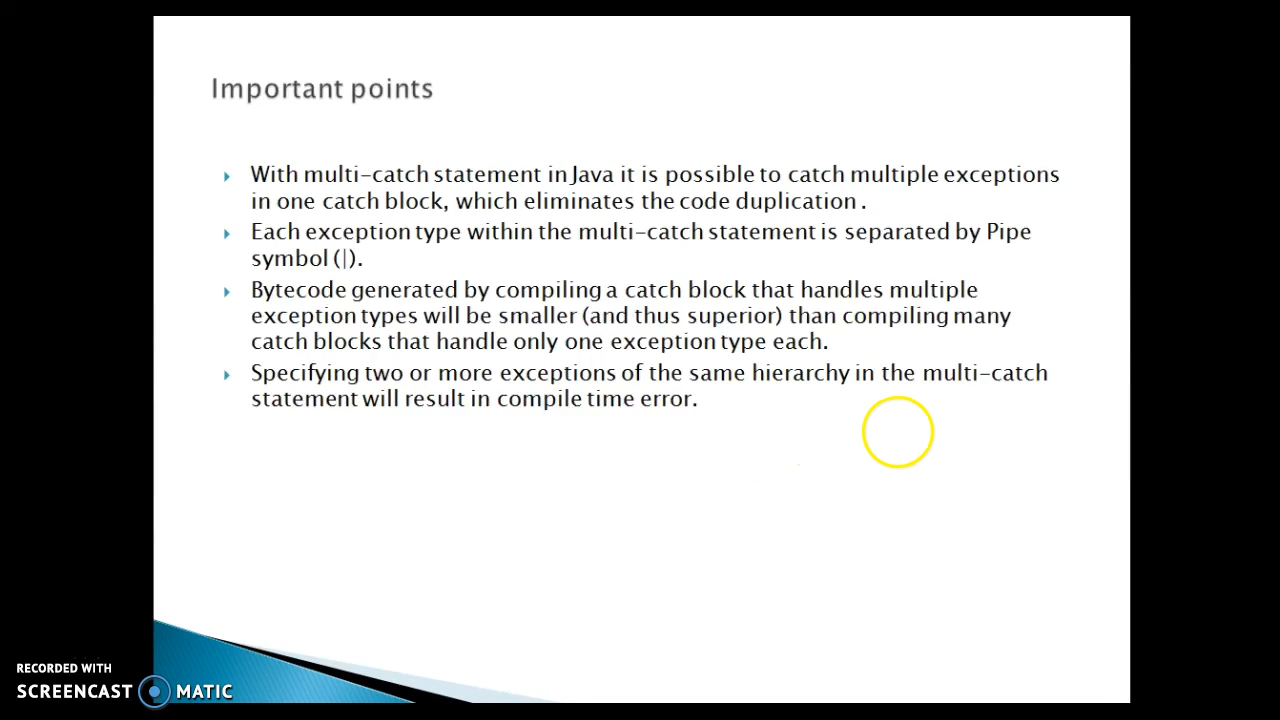 Important points
With multi-catch statement in Java it is possible to catch multiple exceptions
in one catch block, which eliminates the code duplication .
Each exception type within the multi-catch statement is separated by Pipe
symbol (|).
Bytecode generated by compiling a catch block that handles multiple
exception types will be smaller (and thus superior) than compiling many
catch blocks that handle only one exception type each.
Specifying two or more exceptions of the same hierarchy in the multi-catch
statement will result in compile time error.
RECORDED WITH
SCREENCAST MATIC